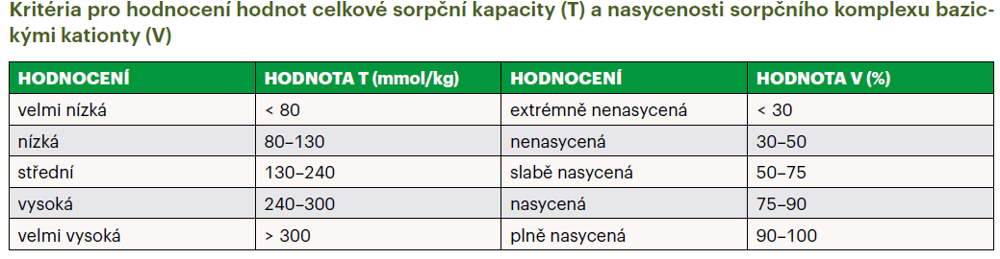 Kritéria pro hodnocení hodnot celkové sorpční kapacity (T) a nasycenosti sorpčního komplexu bazic-
kými kationty (V)
HODNOCENÍ HODNOTA T (mmol/kg) HODNOCENÍ HODNOTA V (%)
velmi nízká < 80 extrémně nenasycená < 30
nízká 80–130 nenasycená 30–50
střední 130–240 slabě nasycená 50–75
vysoká 240–300 nasycená 75–90
velmi vysoká > 300 plně nasycená 90–100